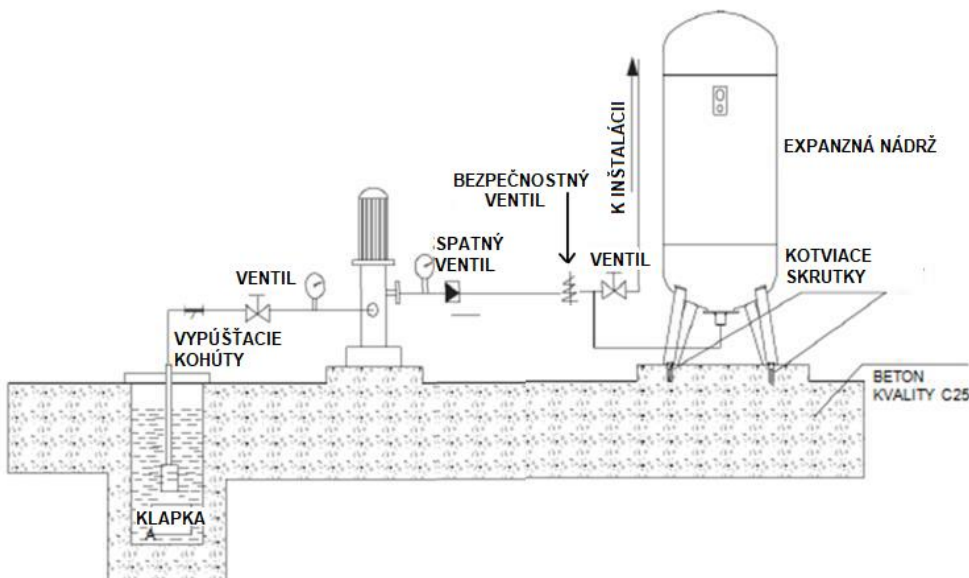 K INŠTALÁCII
EXPANZNÁ NÁDRŽ
BEZPEČNOSTNÝ
VENTIL
SPATNÝ
VENTIL
VENTIL
VENTIL
KOTVIACE
SKRUTKY
VYPÚŠŤACIE
KOHÚTY
BETON
KVALITY C25
KLAPKA
A